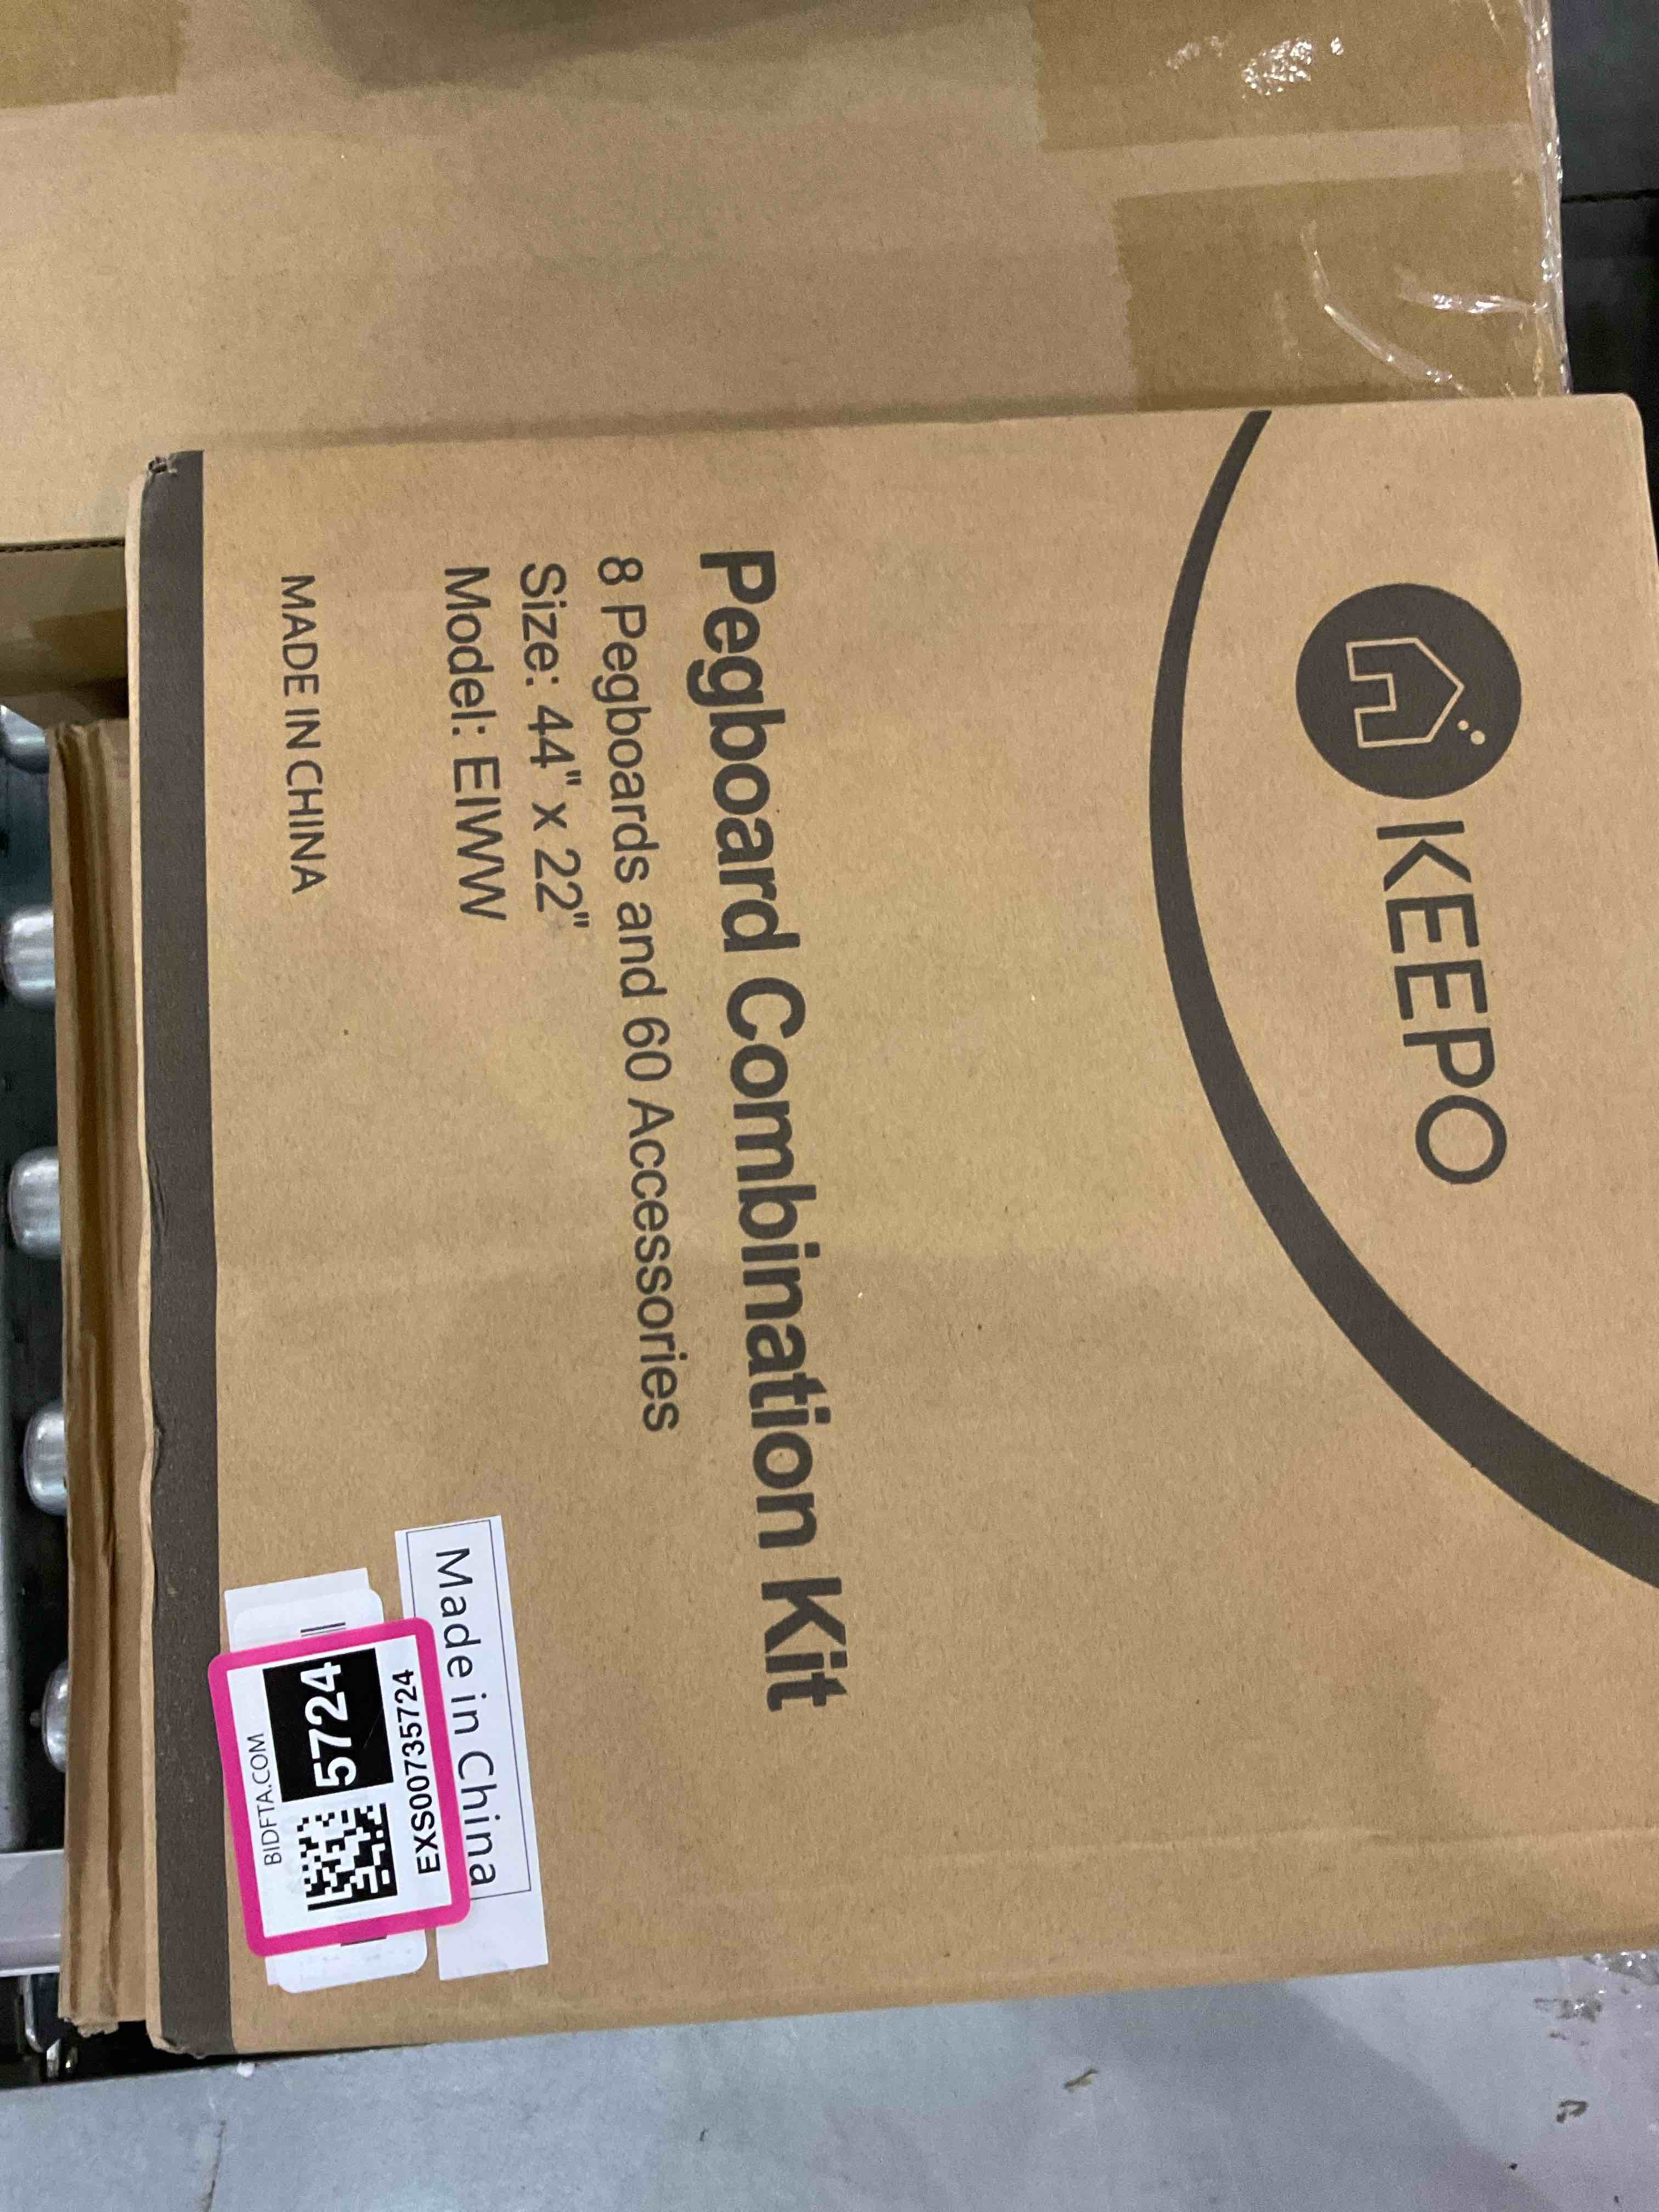 KEEPO
Pegboard Combination Kit
8 Pegboards and 60 Accessories
Size: 44" x 22"
Model: EIWW
MADE IN CHINA
Made in China
BIDFTA.COM
5724
EXS00735724